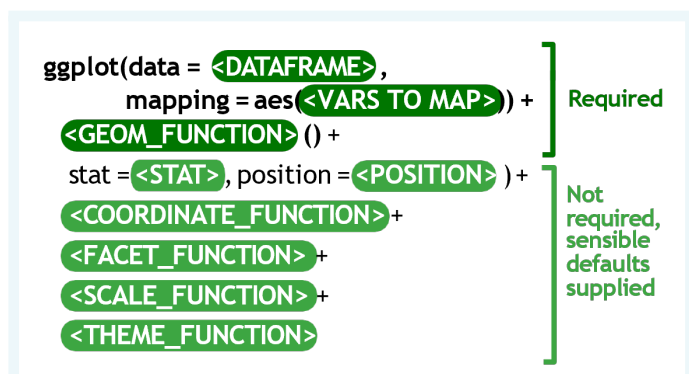 ggplot(data = <DATAFRAME>,
mapping = aes(<VARS TO MAP>)) +
<GEOM_FUNCTION> () +
Required
stat = <STAT>, position = <POSITION> ) +
<COORDINATE_FUNCTION> +
<FACET_FUNCTION> +
<SCALE_FUNCTION> +
<THEME_FUNCTION>
Not
required,
sensible
defaults
supplied